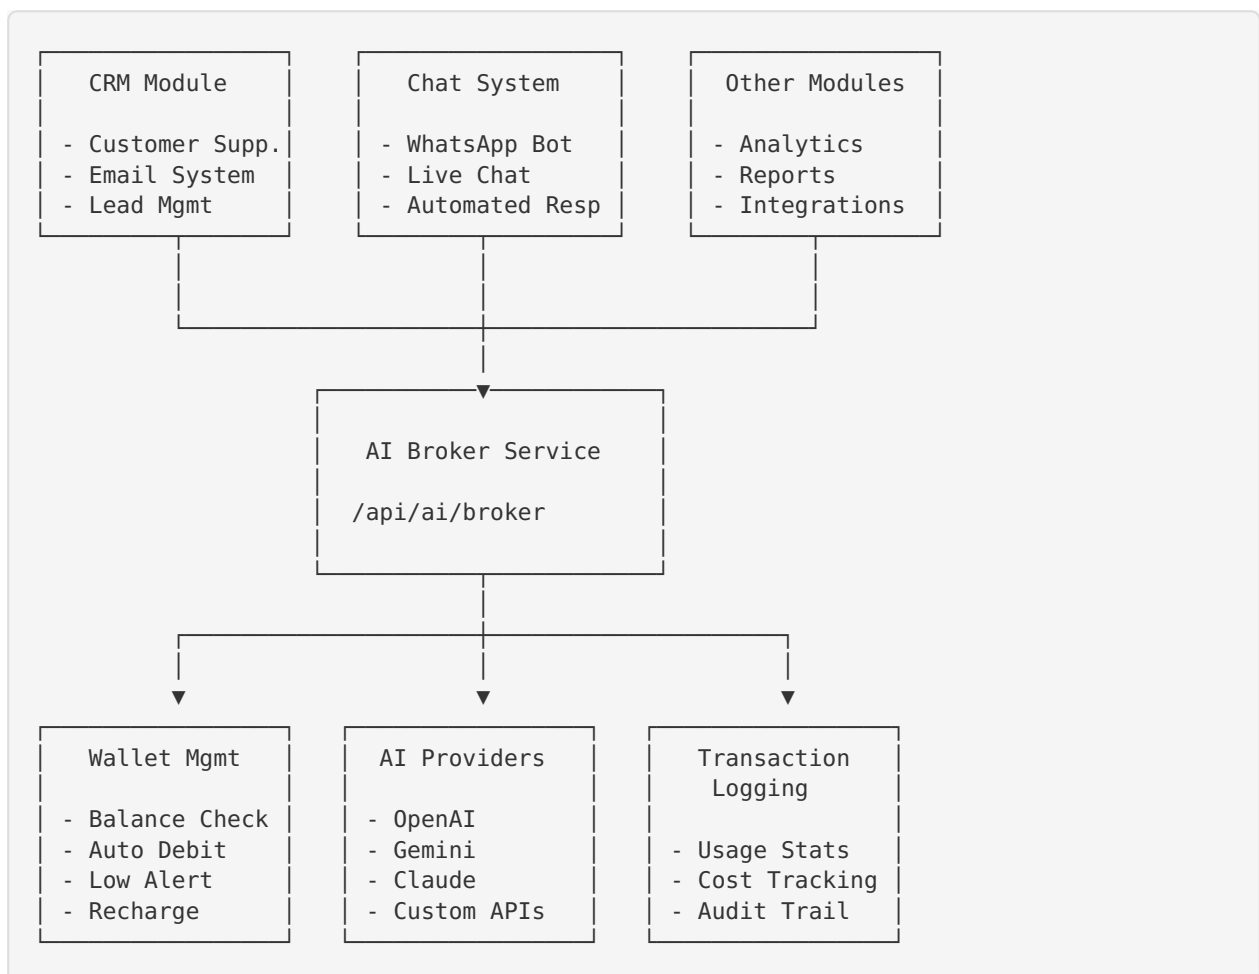 CRM Module
Chat System
Other Modules
- Customer Supp.
- WhatsApp Bot
- Analytics
- Email System
- Live Chat
- Reports
- Lead Mgmt
- Automated Resp
- Integrations
AI Broker Service
/api/ai/broker
Wallet Mgmt
AI Providers
Transaction
Logging
- Balance Check
- OpenAI
- Auto Debit
- Gemini
- Usage Stats
- Low Alert
- Claude
- Cost Tracking
- Recharge
- Custom APIs
- Audit Trail